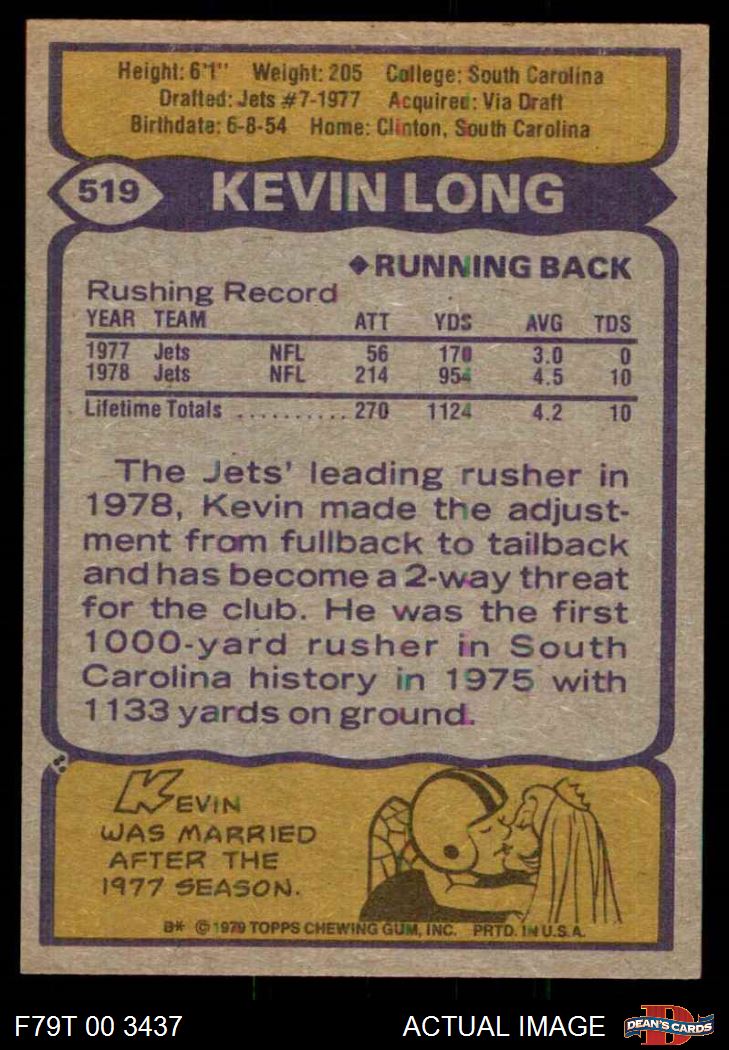 Height: 6'1" Weight: 205 College: South Carolina
Drafted: Jets #7-1977 Acquired: Via Draft
Birthdate: 6-8-54 Home: Clinton, South Carolina
519 KEVIN LONG
◆RUNNING BACK
Rushing Record
YEAR TEAM ATT YDS AVG TDS
1977 Jets NFL 56 170 3.0 0
1978 Jets NFL 214 954 4.5 10
Lifetime Totals .......... 270 1124 4.2 10
The Jets' leading rusher in
1978, Kevin made the adjust-
ment from fullback to tailback
and has become a 2-way threat
for the club. He was the first
1000-yard rusher in South
Carolina history in 1975 with
1133 yards on ground.
KEVIN
WAS MARRIED
AFTER THE
1977 SEASON.
B* © 1979 TOPPS CHEWING GUM, INC. PRTD. IN U.S.A.
F79T 00 3437 ACTUAL IMAGE DEAN'S CARDS